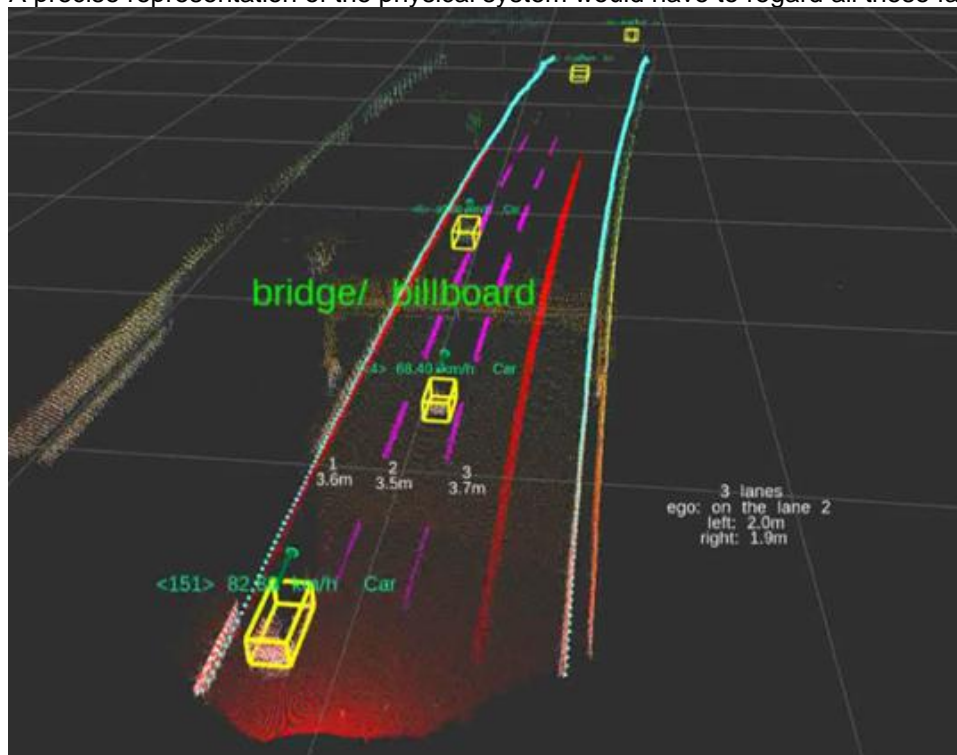 A precise representation of the physical system would have to regard all these
Car
bridge/ billboard
<4> 68.40 km/h Car
1 2 3
3.6m 3.5m 3.7m
3 lanes
ego: on the lane 2
left: 2.0m
right: 1.9m
<151> km/h Car